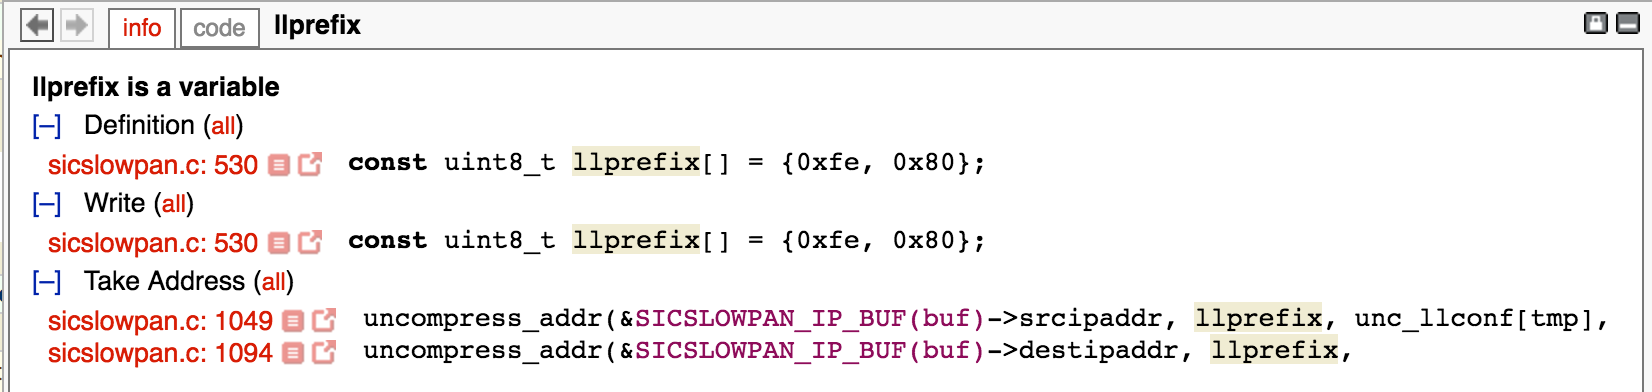 info code llprefix
llprefix is a variable
[–] Definition (all)
sicslowpan.c: 530 const uint8_t llprefix[] = {0xfe, 0x80};
[–] Write (all)
sicslowpan.c: 530 const uint8_t llprefix[] = {0xfe, 0x80};
[–] Take Address (all)
sicslowpan.c: 1049 uncompress_addr(&SICSLOWPAN_IP_BUF(buf)->srcipaddr, llprefix, unc_llconf[tmp],
sicslowpan.c: 1094 uncompress_addr(&SICSLOWPAN_IP_BUF(buf)->destipaddr, llprefix,